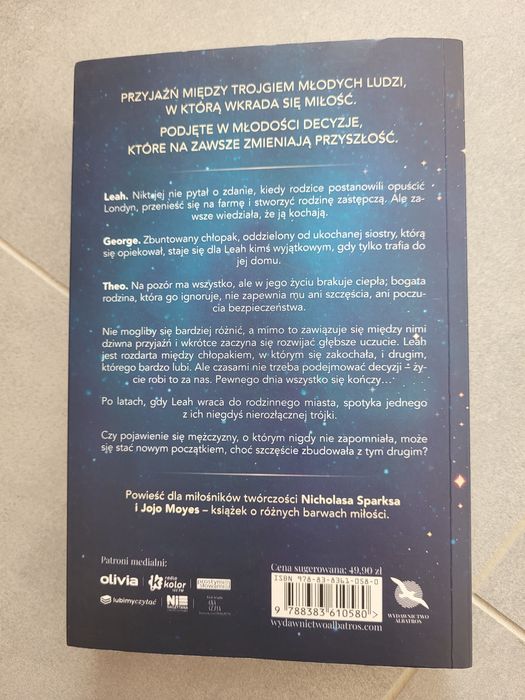 PRZYJAŹŃ MIĘDZY TROJGIEM MŁODYCH LUDZI,
W KTÓRĄ WKRADA SIĘ MIŁOŚĆ.
PODJĘTE W MŁODOŚCI DECYZJE,
KTÓRE NA ZAWSZE ZMIENIAJĄ PRZYSZŁOŚĆ.
Leah. Nikt jej nie pytał o zdanie, kiedy rodzice postanowili opuścić
Londyn, przenieść się na farmę i stworzyć rodzinę zastępczą. Ale za-
wsze wiedziała, że ją kochają.
George. Zbuntowany chłopak, oddzielony od ukochanej siostry, którą
się opiekował, staje się dla Leah kimś wyjątkowym, gdy tylko trafia do
jej domu.
Theo. Na pozór ma wszystko, ale w jego życiu brakuje ciepła; bogata
rodzina, która go ignoruje, nie zapewnia mu ani szczęścia, ani poczu-
cia bezpieczeństwa.
Nie mogliby się bardziej różnić, a mimo to zawiązuje się między nimi
dziwna przyjaźń i wkrótce zaczyna się rozwijać głębsze uczucie. Leah
jest rozdarta między chłopakiem, w którym się zakochała, i drugim,
którego bardzo lubi. Ale czasami nie trzeba podejmować decyzji – ży-
cie robi to za nas. Pewnego dnia wszystko się kończy...
Po latach, gdy Leah wraca do rodzinnego miasta, spotyka jednego
z ich niegdyś nierozłącznej trójki.
Czy pojawienie się mężczyzny, o którym nigdy nie zapomniała, może
się stać nowym początkiem, choć szczęście zbudowała z tym drugim?
Powieść dla miłośników twórczości Nicholasa Sparksa
i Jojo Moyes – książek o różnych barwach miłości.
Patroni medialni:
olivia radio kolor prostymi słowami
lubimyczytać NIE
Cena sugerowana: 49,90 zł
ISBN 978-83-8361-058-0
9 788383 610580 >
wydawnictwoalbatros.com
WYDAWNICTWO
ALBATROS